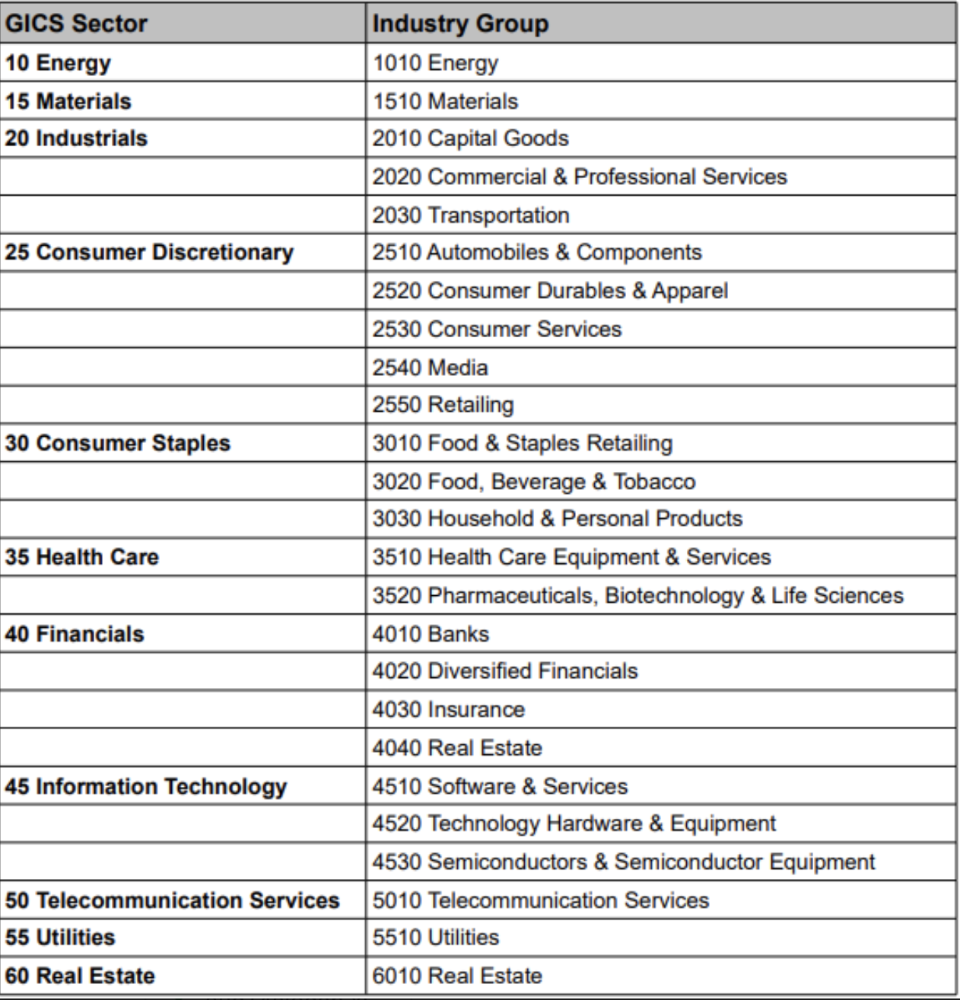 GICS Sector Industry Group
10 Energy 1010 Energy
15 Materials 1510 Materials
20 Industrials 2010 Capital Goods
2020 Commercial & Professional Services
2030 Transportation
25 Consumer Discretionary 2510 Automobiles & Components
2520 Consumer Durables & Apparel
2530 Consumer Services
2540 Media
2550 Retailing
30 Consumer Staples 3010 Food & Staples Retailing
3020 Food, Beverage & Tobacco
3030 Household & Personal Products
35 Health Care 3510 Health Care Equipment & Services
3520 Pharmaceuticals, Biotechnology & Life Sciences
40 Financials 4010 Banks
4020 Diversified Financials
4030 Insurance
4040 Real Estate
45 Information Technology 4510 Software & Services
4520 Technology Hardware & Equipment
4530 Semiconductors & Semiconductor Equipment
50 Telecommunication Services 5010 Telecommunication Services
55 Utilities 5510 Utilities
60 Real Estate 6010 Real Estate